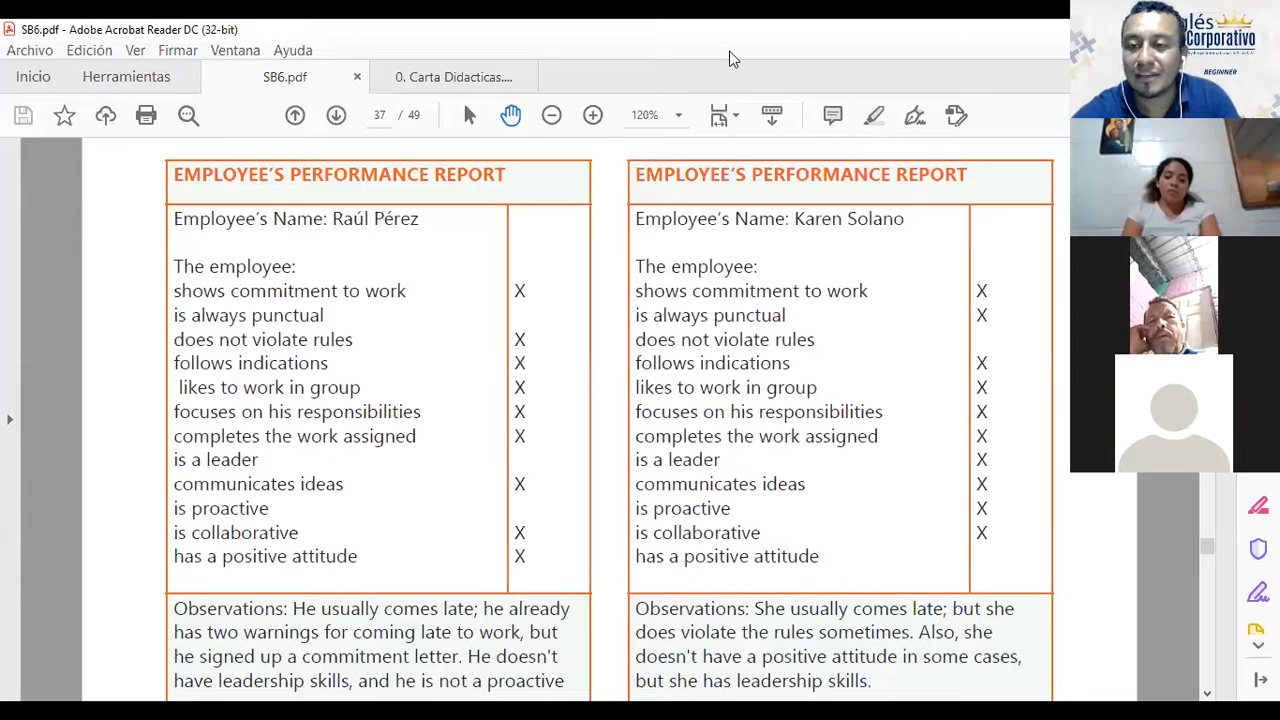 SB6.pdf - Adobe Acrobat Reader DC (32-bit)
Archivo Edición Ver Firmar Ventana Ayuda
Inicio Herramientas SB6.pdf × 0. Carta Didacticas....
37 / 49 120%
EMPLOYEE'S PERFORMANCE REPORT
Employee's Name: Raúl Pérez
The employee:
shows commitment to work X
is always punctual
does not violate rules X
follows indications X
likes to work in group X
focuses on his responsibilities X
completes the work assigned X
is a leader
communicates ideas X
is proactive
is collaborative X
has a positive attitude X
Observations: He usually comes late; he already
has two warnings for coming late to work, but
he signed up a commitment letter. He doesn't
have leadership skills, and he is not a proactive
EMPLOYEE'S PERFORMANCE REPORT
Employee's Name: Karen Solano
The employee:
shows commitment to work X
is always punctual X
does not violate rules
follows indications X
likes to work in group X
focuses on his responsibilities X
completes the work assigned X
is a leader X
communicates ideas X
is proactive X
is collaborative X
has a positive attitude
Observations: She usually comes late; but she
does violate the rules sometimes. Also, she
doesn't have a positive attitude in some cases,
but she has leadership skills.
glés
Corporativo
BEGINNER